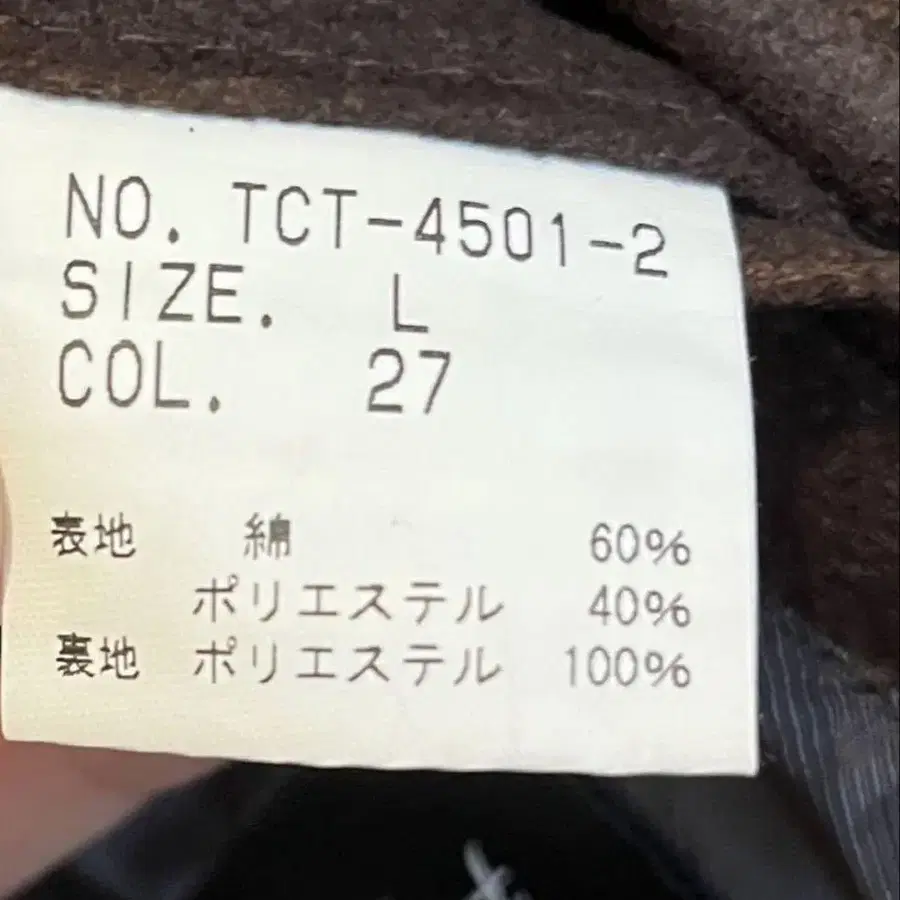 NO. TCT-4501-2
SIZE. L
COL. 27
表地 綿 60%
ポリエステル 40%
裏地 ポリエステル 100%